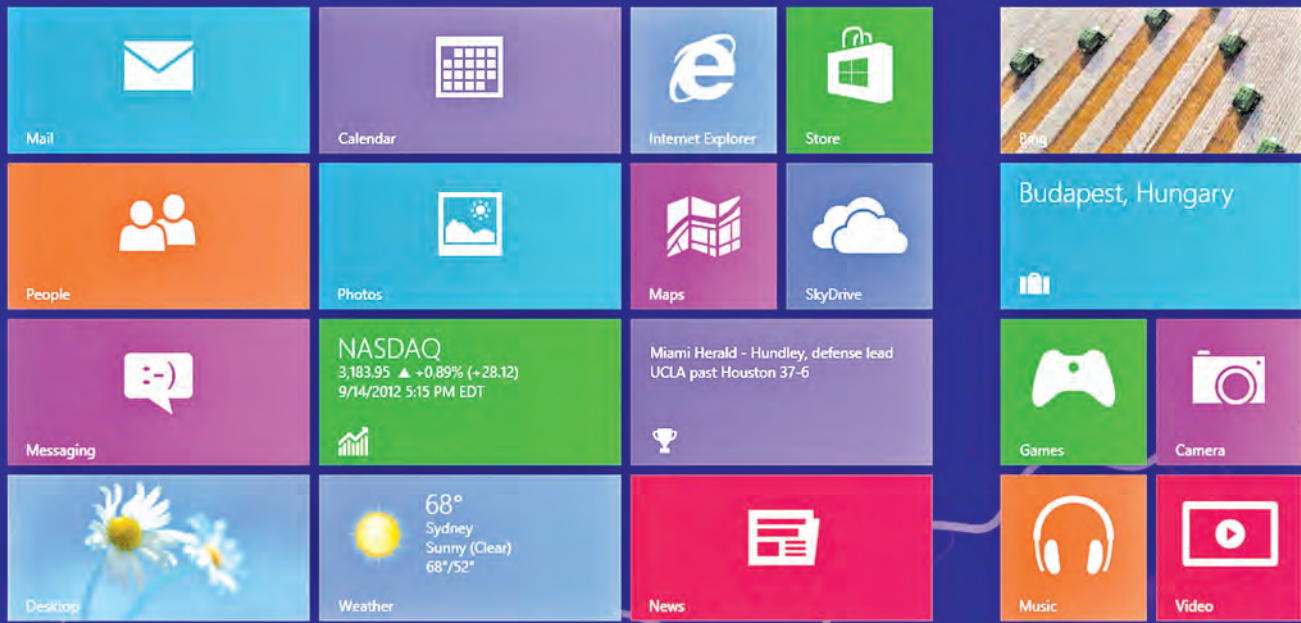 Mail
Calendar
Internet Explorer
Store
People
Photos
Maps
SkyDrive
Messaging
NASDAQ
3,183.95 ▲ +0.89% (+28.12)
9/14/2012 5:15 PM EDT
Miami Herald - Hundley, defense lead
UCLA past Houston 37-6
Desktop
68°
Sydney
Sunny (Clear)
68°/52°
Weather
News
Bing
Budapest, Hungary
Games
Camera
Music
Video